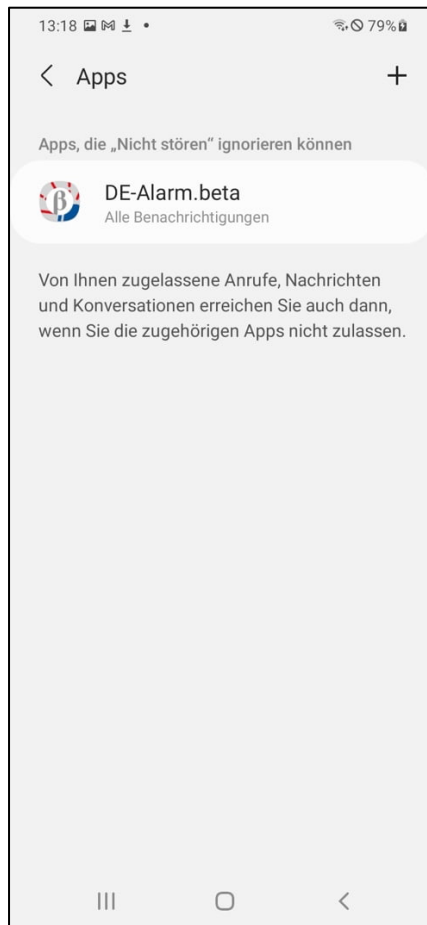 13:18
79%
Apps
Apps, die „Nicht stören“ ignorieren können
β
DE-Alarm.beta
Alle Benachrichtigungen
Von Ihnen zugelassene Anrufe, Nachrichten
und Konversationen erreichen Sie auch dann,
wenn Sie die zugehörigen Apps nicht zulassen.